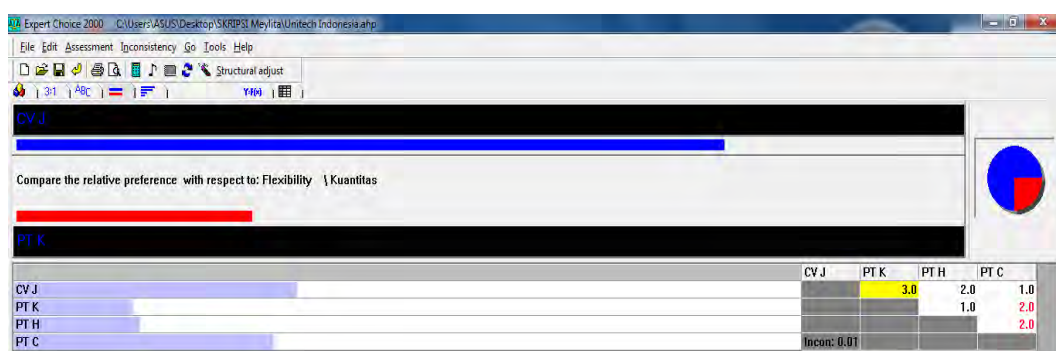 Expert Choice 2000 C:\Users\ASUS\Desktop\SKRIPSI Meylita\Unitech Indonesia.ahp
File Edit Assessment Inconsistency Go Tools Help
Structural adjust
3:1 ABC Y=f(x)
CV J
Compare the relative preference with respect to: Flexibility \ Kuantitas
PT K
CV J PT K PT H PT C
CV J 3.0 2.0 1.0
PT K 1.0 2.0
PT H 2.0
PT C Incon: 0.01